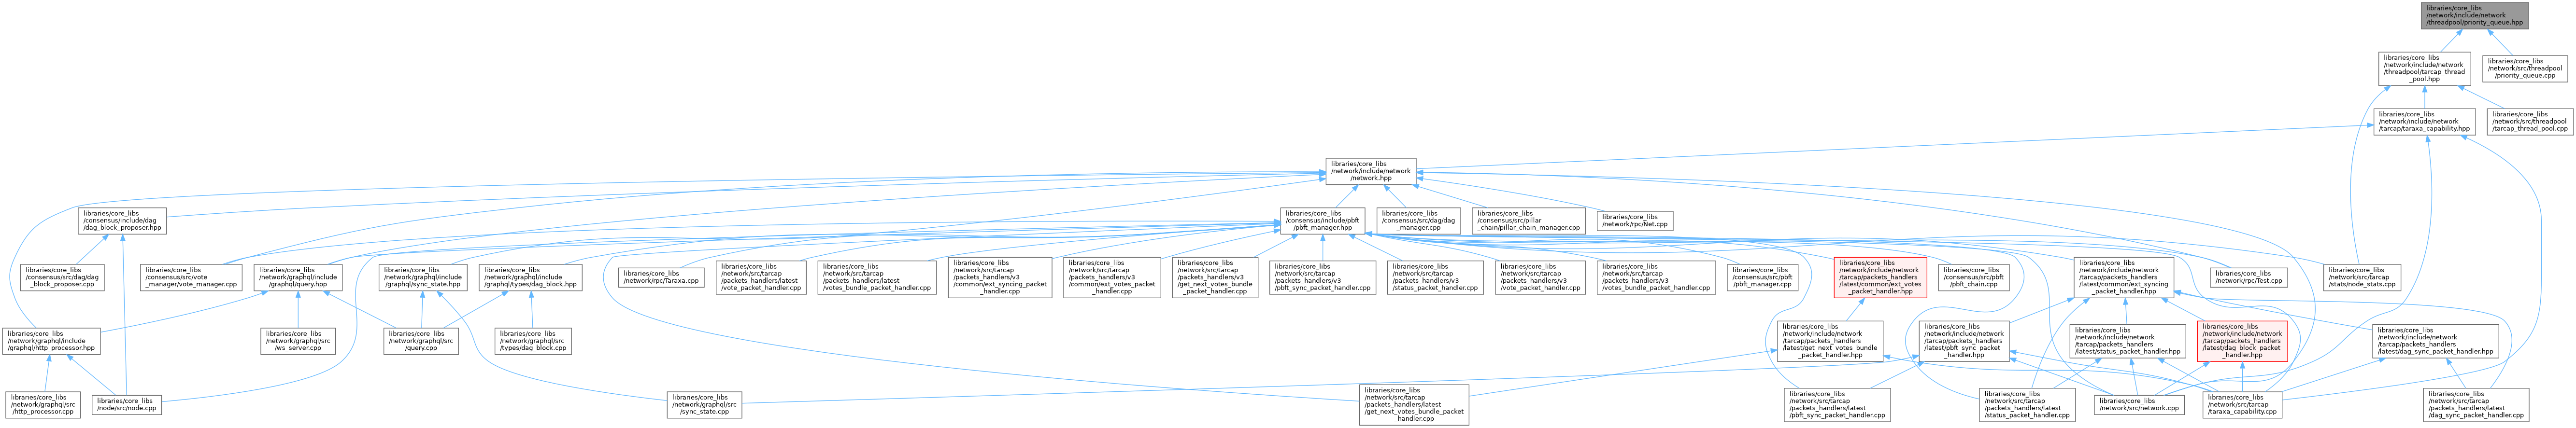 libraries/core_libs
/network/include/network
/threadpool/priority_queue.hpp
libraries/core_libs
/network/include/network
/threadpool/tarcap_thread
_pool.hpp
libraries/core_libs
/network/src/threadpool
/priority_queue.cpp
libraries/core_libs
/network/include/network
/tarcap/taraxa_capability.hpp
libraries/core_libs
/network/src/threadpool
/tarcap_thread_pool.cpp
libraries/core_libs
/network/include/network
/network.hpp
libraries/core_libs
/consensus/include/dag
/dag_block_proposer.hpp
libraries/core_libs
/consensus/include/pbft
/pbft_manager.hpp
libraries/core_libs
/consensus/src/dag/dag
_manager.cpp
libraries/core_libs
/consensus/src/pillar
_chain/pillar_chain_manager.cpp
libraries/core_libs
/network/rpc/Net.cpp
libraries/core_libs
/consensus/src/dag/dag
_block_proposer.cpp
libraries/core_libs
/consensus/src/vote
_manager/vote_manager.cpp
libraries/core_libs
/network/graphql/include
/graphql/query.hpp
libraries/core_libs
/network/graphql/include
/graphql/sync_state.hpp
libraries/core_libs
/network/graphql/include
/graphql/types/dag_block.hpp
libraries/core_libs
/network/rpc/Taraxa.cpp
libraries/core_libs
/network/src/tarcap
/packets_handlers/latest
/vote_packet_handler.cpp
libraries/core_libs
/network/src/tarcap
/packets_handlers/latest
/votes_bundle_packet_handler.cpp
libraries/core_libs
/network/src/tarcap
/packets_handlers/v3
/common/ext_syncing_packet
_handler.cpp
libraries/core_libs
/network/src/tarcap
/packets_handlers/v3
/common/ext_votes_packet
_handler.cpp
libraries/core_libs
/network/src/tarcap
/packets_handlers/v3
/get_next_votes_bundle
_packet_handler.cpp
libraries/core_libs
/network/src/tarcap
/packets_handlers/v3
/pbft_sync_packet_handler.cpp
libraries/core_libs
/network/src/tarcap
/packets_handlers/v3
/status_packet_handler.cpp
libraries/core_libs
/network/src/tarcap
/packets_handlers/v3
/vote_packet_handler.cpp
libraries/core_libs
/network/src/tarcap
/packets_handlers/v3
/votes_bundle_packet_handler.cpp
libraries/core_libs
/consensus/src/pbft
/pbft_manager.cpp
libraries/core_libs
/network/include/network
/tarcap/packets_handlers
/latest/common/ext_votes
_packet_handler.hpp
libraries/core_libs
/consensus/src/pbft
/pbft_chain.cpp
libraries/core_libs
/network/include/network
/tarcap/packets_handlers
/latest/common/ext_syncing
_packet_handler.hpp
libraries/core_libs
/network/rpc/Test.cpp
libraries/core_libs
/network/src/tarcap
/stats/node_stats.cpp
libraries/core_libs
/network/graphql/include
/graphql/http_processor.hpp
libraries/core_libs
/network/graphql/src
/ws_server.cpp
libraries/core_libs
/network/graphql/src
/query.cpp
libraries/core_libs
/network/graphql/src
/types/dag_block.cpp
libraries/core_libs
/network/include/network
/tarcap/packets_handlers
/latest/get_next_votes_bundle
_packet_handler.hpp
libraries/core_libs
/network/include/network
/tarcap/packets_handlers
/latest/pbft_sync_packet
_handler.hpp
libraries/core_libs
/network/include/network
/tarcap/packets_handlers
/latest/status_packet_handler.hpp
libraries/core_libs
/network/include/network
/tarcap/packets_handlers
/latest/dag_block_packet
_handler.hpp
libraries/core_libs
/network/include/network
/tarcap/packets_handlers
/latest/dag_sync_packet_handler.hpp
libraries/core_libs
/network/graphql/src
/http_processor.cpp
libraries/core_libs
/node/src/node.cpp
libraries/core_libs
/network/graphql/src
/sync_state.cpp
libraries/core_libs
/network/src/tarcap
/packets_handlers/latest
/get_next_votes_bundle_packet
_handler.cpp
libraries/core_libs
/network/src/tarcap
/packets_handlers/latest
/pbft_sync_packet_handler.cpp
libraries/core_libs
/network/src/tarcap
/packets_handlers/latest
/status_packet_handler.cpp
libraries/core_libs
/network/src/network.cpp
libraries/core_libs
/network/src/tarcap
/taraxa_capability.cpp
libraries/core_libs
/network/src/tarcap
/packets_handlers/latest
/dag_sync_packet_handler.cpp